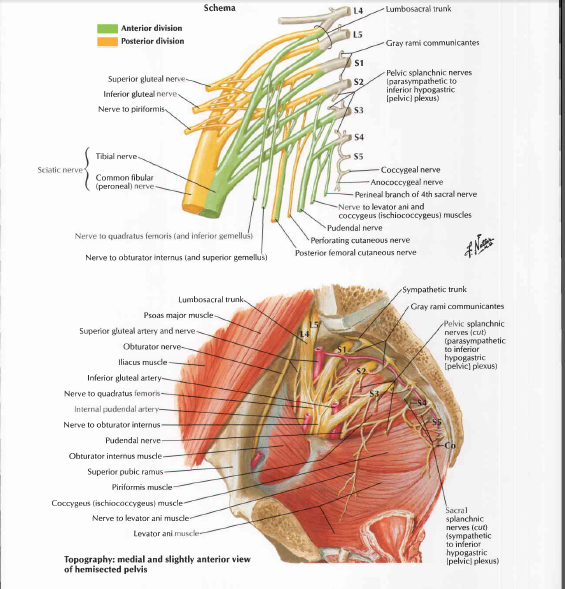 Schema
Anterior division
Posterior division
L4
Lumbosacral trunk
L5
Gray rami communicantes
S1
S2
Pelvic splanchnic nerves
(parasympathetic to
inferior hypogastric
[pelvic] plexus)
Superior gluteal nerve
Inferior gluteal nerve
Nerve to piriformis
S3
S4
S5
Sciatic nerve
Tibial nerve
Common fibular
(peroneal) nerve
Coccygeal nerve
Anococcygeal nerve
Perineal branch of 4th sacral nerve
Nerve to levator ani and
coccygeus (ischiococcygeus) muscles
Pudendal nerve
Nerve to quadratus femoris (and inferior gemellus)
Perforating cutaneous nerve
Nerve to obturator internus (and superior gemellus)
Posterior femoral cutaneous nerve
F. Netter
Sympathetic trunk
Lumbosacral trunk
Gray rami communicantes
Psoas major muscle
L5
L4
Superior gluteal artery and nerve
Pelvic splanchnic
nerves (cut)
(parasympathetic
to inferior
hypogastric
[pelvic] plexus)
Obturator nerve
S1
Iliacus muscle
S2
Inferior gluteal artery
Nerve to quadratus femoris
S3
Internal pudendal artery
S4
Nerve to obturator internus
S5
Pudendal nerve
Co
Obturator internus muscle
Superior pubic ramus
Piriformis muscle
Coccygeus (ischiococcygeus) muscle
Nerve to levator ani muscle
Levator ani muscle
Sacral
splanchnic
nerves (cut)
(sympathetic
to inferior
hypogastric
[pelvic] plexus)
Topography: medial and slightly anterior view
of hemisected pelvis